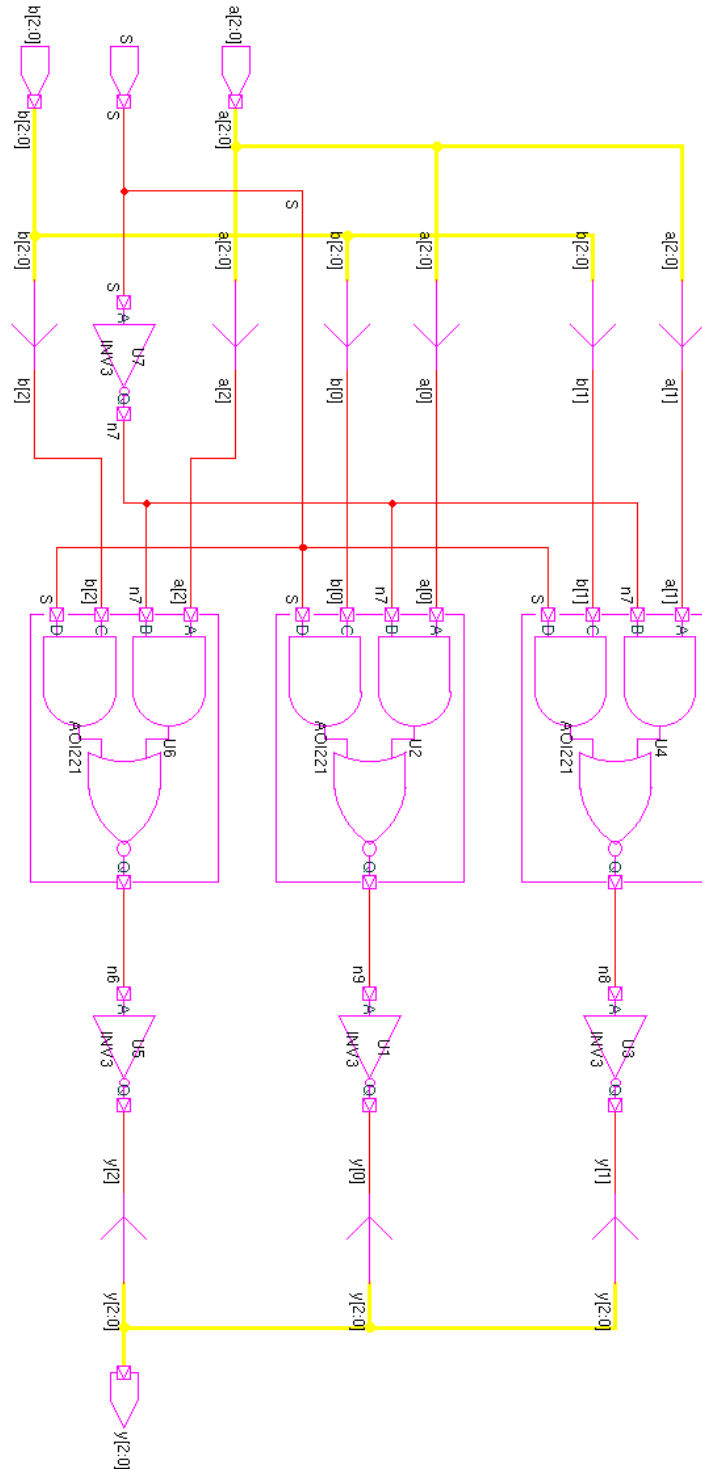 a[2:0]
a[1]
a[1]
A
U4
n7
B
U3
Q
n8
A
Q
y[1]
y[2:0]
INV3
b[2:0]
b[1]
b[1]
C
AOI221
S
D
a[2:0]
a[0]
a[0]
A
U2
n7
B
U1
Q
n9
A
Q
y[0]
y[2:0]
INV3
b[2:0]
b[0]
b[0]
C
AOI221
S
S
D
a[2:0]
a[2:0]
a[2:0]
a[2]
a[2]
A
U6
n7
B
U7
U5
S
S
S
A
Q
n7
Q
n6
A
Q
y[2]
y[2:0]
y[2:0]
INV3
INV3
b[2]
C
AOI221
S
D
b[2:0]
b[2:0]
b[2:0]
b[2]